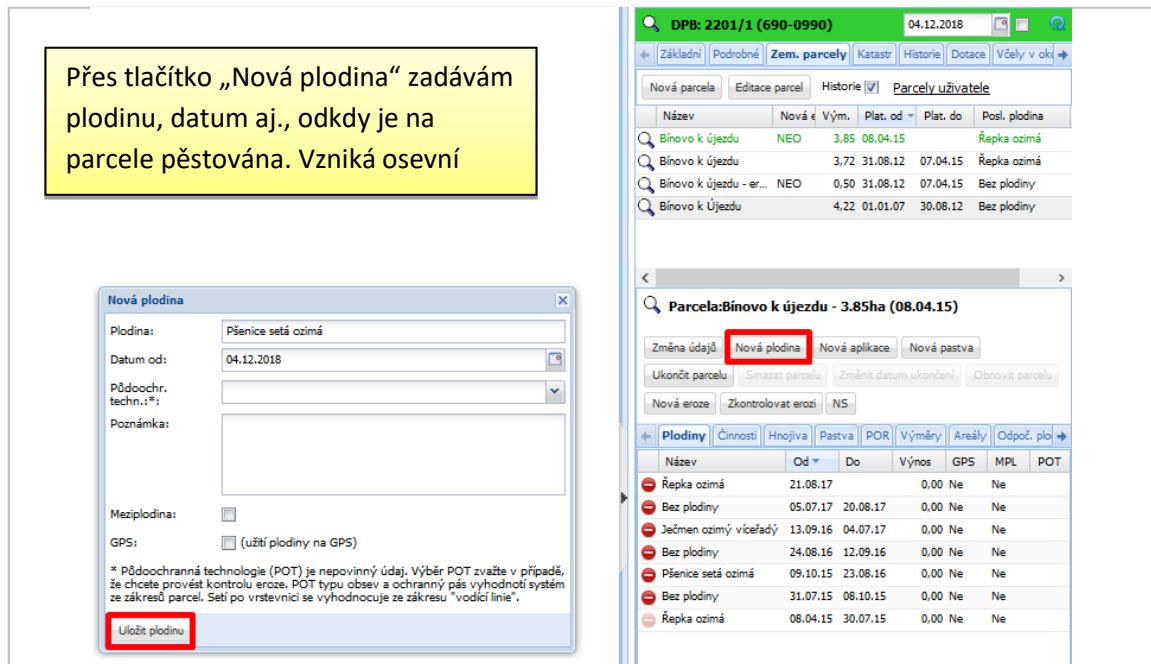 Přes tlačítko „Nová plodina“ zadávám
plodinu, datum aj., odkdy je na
parcele pěstována. Vzniká osevní
Nová plodina
Plodina: Pšenice setá ozimá
Datum od: 04.12.2018
Půdoochr.
techn.:*:
Poznámka:
Meziplodina:
GPS: (užití plodiny na GPS)
* Půdoochranná technologie (POT) je nepovinný údaj. Výběr POT zvažte v případě,
že chcete provést kontrolu eroze. POT typu obsev a ochranný pás vyhodnotí systém
ze zákresů parcel. Setí po vrstevnici se vyhodnocuje ze zákresu "vodící linie".
Uložit plodinu
DPB: 2201/1 (690-0990) 04.12.2018
Základní Podrobné Zem. parcely Katastr Historie Dotace Včely v oko
Nová parcela Editace parcel Historie Parcely uživatele
Název Nová e Vým. Plat. od Plat. do Posl. plodina
Bínovo k újezdu NEO 3,85 08.04.15 Řepka ozimá
Bínovo k újezdu 3,72 31.08.12 07.04.15 Řepka ozimá
Bínovo k újezdu - er... NEO 0,50 31.08.12 07.04.15 Bez plodiny
Bínovo k Újezdu 4,22 01.01.07 30.08.12 Bez plodiny
Parcela:Bínovo k újezdu - 3.85ha (08.04.15)
Změna údajů Nová plodina Nová aplikace Nová pastva
Ukončit parcelu Smazat parcelu Změnit datum ukončení Obnovit parcelu
Nová eroze Zkontrolovat erozi NS
Plodiny Činnosti Hnojiva Pastva POR Výměry Areály Odpoč. plo
Název Od Do Výnos GPS MPL POT
Řepka ozimá 21.08.17 0,00 Ne Ne
Bez plodiny 05.07.17 20.08.17 0,00 Ne Ne
Ječmen ozimý víceřadý 13.09.16 04.07.17 0,00 Ne Ne
Bez plodiny 24.08.16 12.09.16 0,00 Ne Ne
Pšenice setá ozimá 09.10.15 23.08.16 0,00 Ne Ne
Bez plodiny 31.07.15 08.10.15 0,00 Ne Ne
Řepka ozimá 08.04.15 30.07.15 0,00 Ne Ne